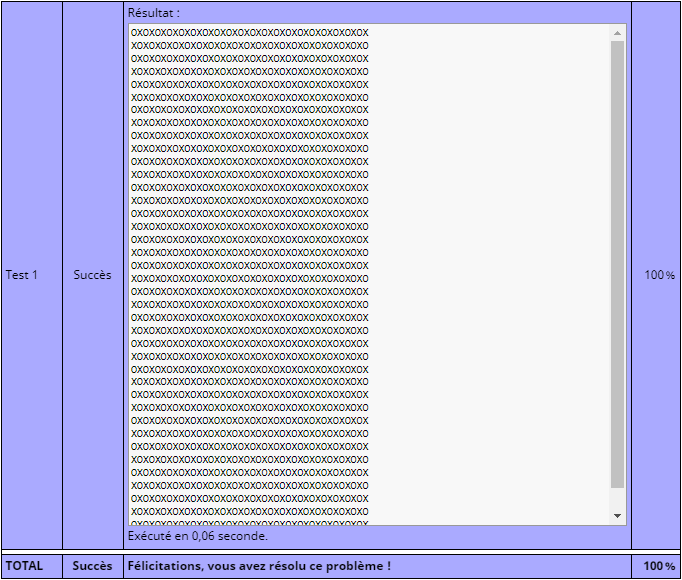 Résultat :
OXOXOXOXOXOXOXOXOXOXOXOXOXOXOXOXOXOXOXOX
XOXOXOXOXOXOXOXOXOXOXOXOXOXOXOXOXOXOXOXO
OXOXOXOXOXOXOXOXOXOXOXOXOXOXOXOXOXOXOXOX
XOXOXOXOXOXOXOXOXOXOXOXOXOXOXOXOXOXOXOXO
OXOXOXOXOXOXOXOXOXOXOXOXOXOXOXOXOXOXOXOX
XOXOXOXOXOXOXOXOXOXOXOXOXOXOXOXOXOXOXOXO
OXOXOXOXOXOXOXOXOXOXOXOXOXOXOXOXOXOXOXOX
XOXOXOXOXOXOXOXOXOXOXOXOXOXOXOXOXOXOXOXO
OXOXOXOXOXOXOXOXOXOXOXOXOXOXOXOXOXOXOXOX
XOXOXOXOXOXOXOXOXOXOXOXOXOXOXOXOXOXOXOXO
OXOXOXOXOXOXOXOXOXOXOXOXOXOXOXOXOXOXOXOX
XOXOXOXOXOXOXOXOXOXOXOXOXOXOXOXOXOXOXOXO
OXOXOXOXOXOXOXOXOXOXOXOXOXOXOXOXOXOXOXOX
XOXOXOXOXOXOXOXOXOXOXOXOXOXOXOXOXOXOXOXO
OXOXOXOXOXOXOXOXOXOXOXOXOXOXOXOXOXOXOXOX
XOXOXOXOXOXOXOXOXOXOXOXOXOXOXOXOXOXOXOXO
OXOXOXOXOXOXOXOXOXOXOXOXOXOXOXOXOXOXOXOX
XOXOXOXOXOXOXOXOXOXOXOXOXOXOXOXOXOXOXOXO
OXOXOXOXOXOXOXOXOXOXOXOXOXOXOXOXOXOXOXOX
XOXOXOXOXOXOXOXOXOXOXOXOXOXOXOXOXOXOXOXO
OXOXOXOXOXOXOXOXOXOXOXOXOXOXOXOXOXOXOXOX
XOXOXOXOXOXOXOXOXOXOXOXOXOXOXOXOXOXOXOXO
OXOXOXOXOXOXOXOXOXOXOXOXOXOXOXOXOXOXOXOX
XOXOXOXOXOXOXOXOXOXOXOXOXOXOXOXOXOXOXOXO
OXOXOXOXOXOXOXOXOXOXOXOXOXOXOXOXOXOXOXOX
XOXOXOXOXOXOXOXOXOXOXOXOXOXOXOXOXOXOXOXO
OXOXOXOXOXOXOXOXOXOXOXOXOXOXOXOXOXOXOXOX
XOXOXOXOXOXOXOXOXOXOXOXOXOXOXOXOXOXOXOXO
OXOXOXOXOXOXOXOXOXOXOXOXOXOXOXOXOXOXOXOX
XOXOXOXOXOXOXOXOXOXOXOXOXOXOXOXOXOXOXOXO
OXOXOXOXOXOXOXOXOXOXOXOXOXOXOXOXOXOXOXOX
XOXOXOXOXOXOXOXOXOXOXOXOXOXOXOXOXOXOXOXO
OXOXOXOXOXOXOXOXOXOXOXOXOXOXOXOXOXOXOXOX
XOXOXOXOXOXOXOXOXOXOXOXOXOXOXOXOXOXOXOXO
OXOXOXOXOXOXOXOXOXOXOXOXOXOXOXOXOXOXOXOX
XOXOXOXOXOXOXOXOXOXOXOXOXOXOXOXOXOXOXOXO
OXOXOXOXOXOXOXOXOXOXOXOXOXOXOXOXOXOXOXOX
XOXOXOXOXOXOXOXOXOXOXOXOXOXOXOXOXOXOXOXO
OXOXOXOXOXOXOXOXOXOXOXOXOXOXOXOXOXOXOXOX
Test 1 Succès 100 %
Exécuté en 0,06 seconde.
TOTAL Succès Félicitations, vous avez résolu ce problème ! 100 %